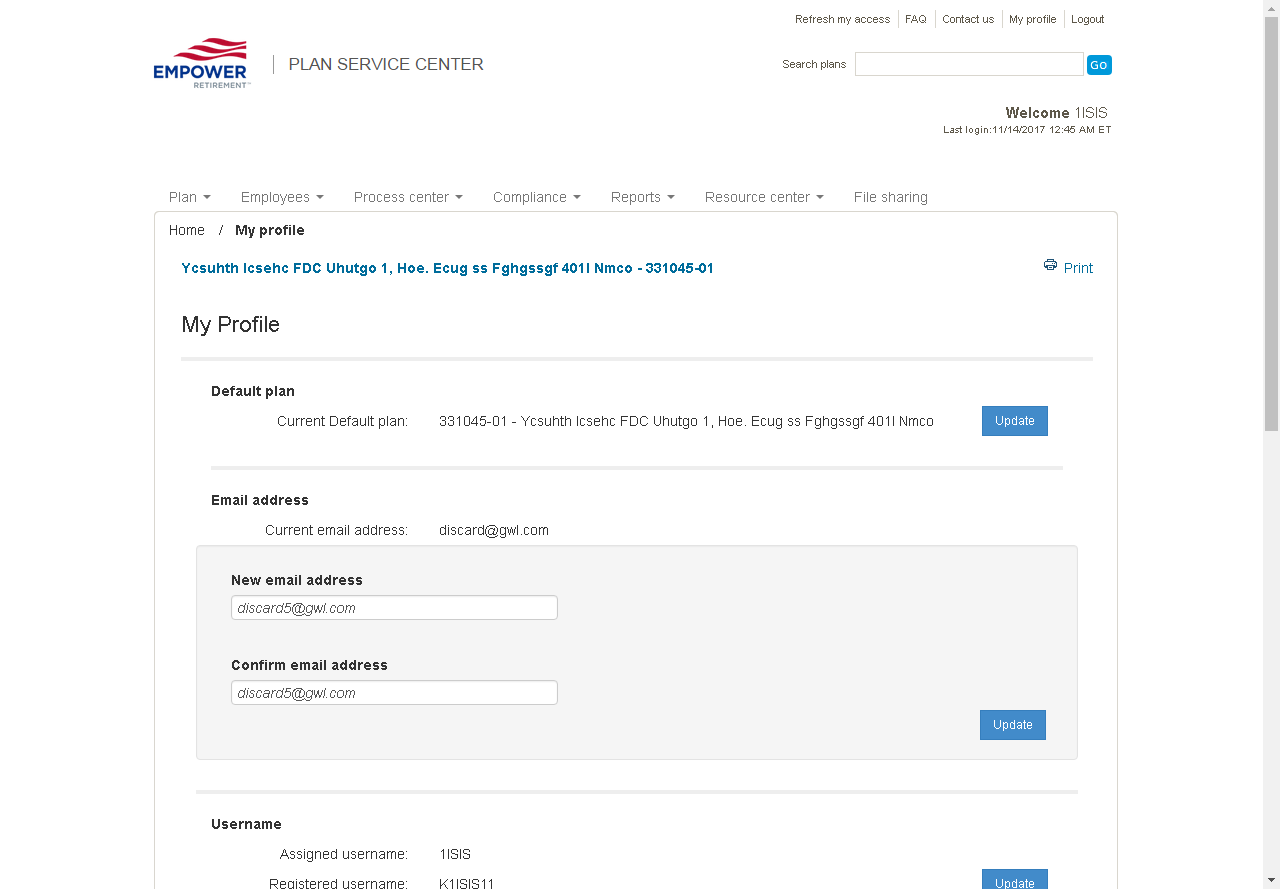 Refresh my access FAQ Contact us My profile Logout
EMPOWER
RETIREMENT™
PLAN SERVICE CENTER
Search plans Go
Welcome 1ISIS
Last login:11/14/2017 12:45 AM ET
Plan Employees Process center Compliance Reports Resource center File sharing
Home / My profile
Ycsuhth Icsehc FDC Uhutgo 1, Hoe. Ecug ss Fghgssgf 401l Nmco - 331045-01
Print
My Profile
Default plan
Current Default plan: 331045-01 - Ycsuhth Icsehc FDC Uhutgo 1, Hoe. Ecug ss Fghgssgf 401l Nmco Update
Email address
Current email address: discard@gwl.com
New email address
discard5@gwl.com
Confirm email address
discard5@gwl.com
Update
Username
Assigned username: 1ISIS
Registered username: K1ISIS11 Update